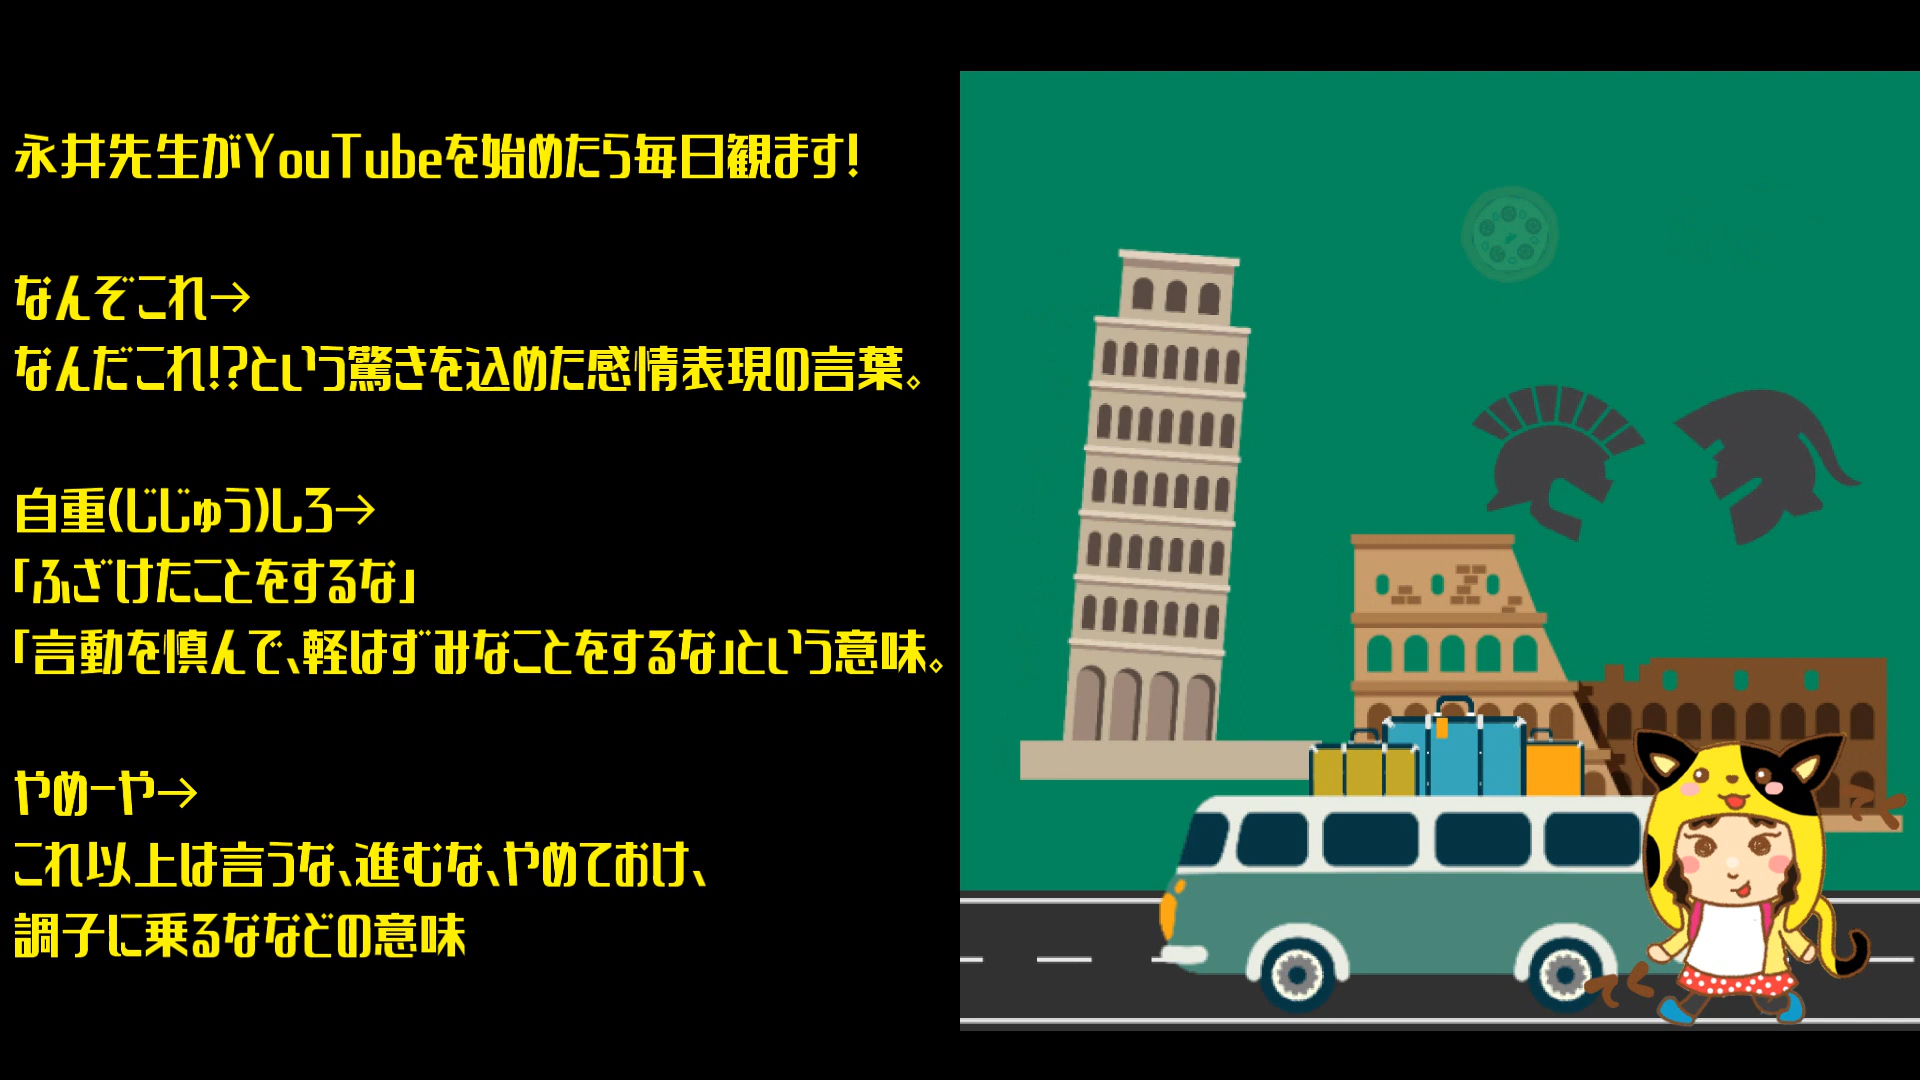 永井先生がYouTubeを始めたら毎日観ます!
なんぞこれ→
なんだこれ!?という驚きを込めた感情表現の言葉。
自重(じじゅう)しろ→
「ふざけたことをするな」
「言動を慎んで、軽はずみなことをするな」という意味。
やめーや→
これ以上は言うな、進むな、やめておけ、
調子に乗るななどの意味
てく
てく